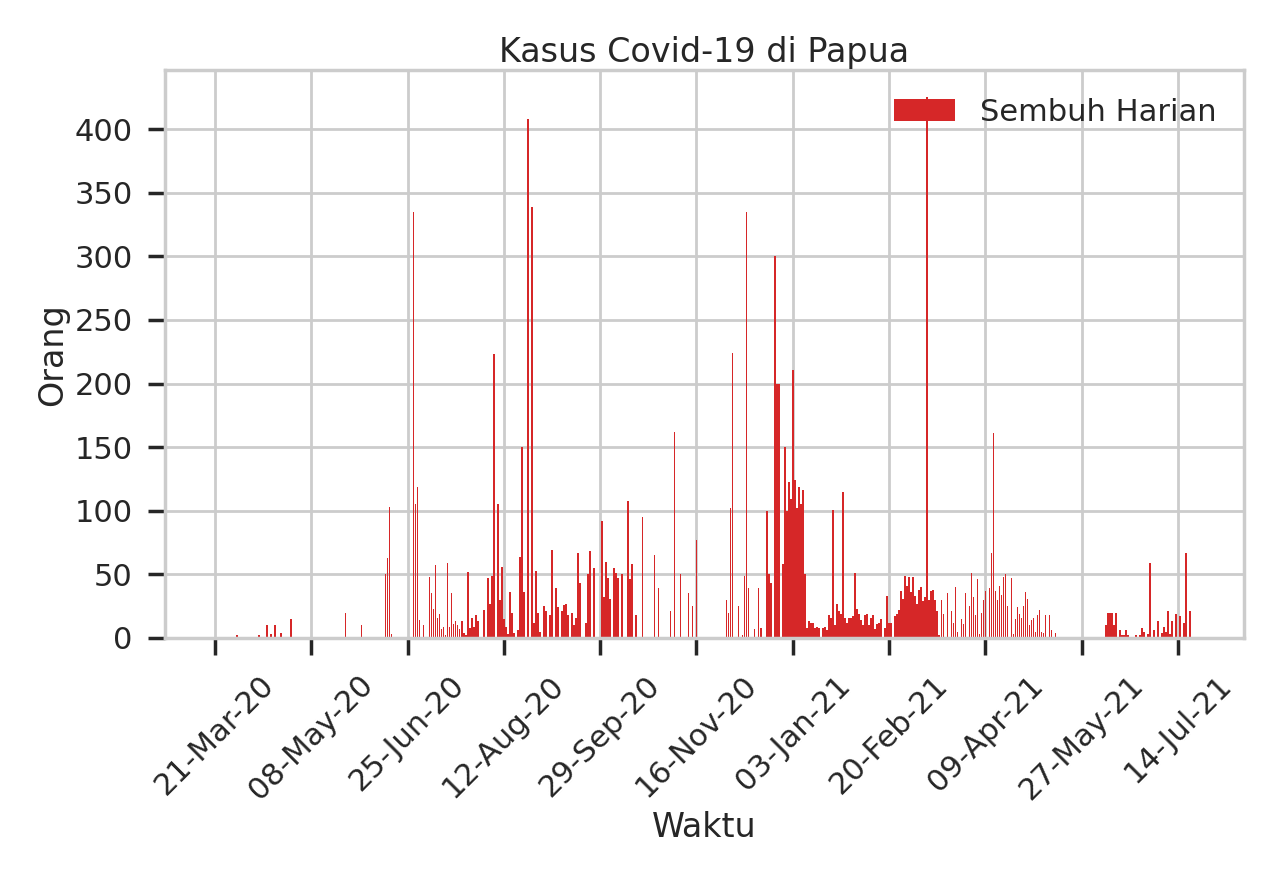 Kasus Covid-19 di Papua
Sembuh Harian
Orang
400
350
300
250
200
150
100
50
0
21-Mar-20
08-May-20
25-Jun-20
12-Aug-20
29-Sep-20
16-Nov-20
03-Jan-21
20-Feb-21
09-Apr-21
27-May-21
14-Jul-21
Waktu